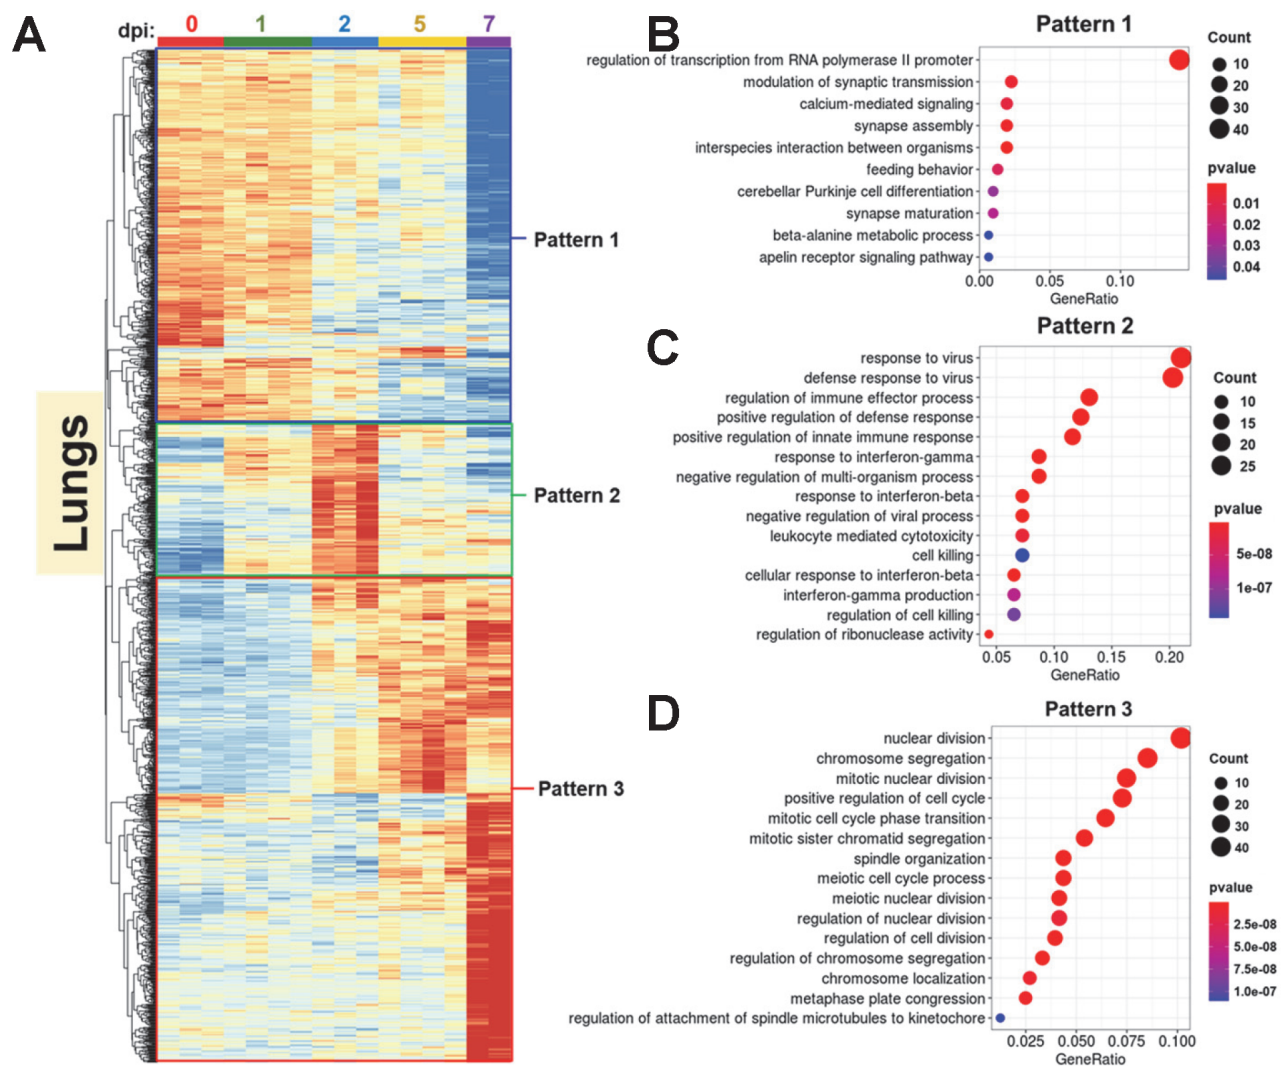 A
dpi: 0 1 2 5 7
Lungs
Pattern 1
Pattern 2
Pattern 3
B
Pattern 1
regulation of transcription from RNA polymerase II promoter
modulation of synaptic transmission
calcium-mediated signaling
synapse assembly
interspecies interaction between organisms
feeding behavior
cerebellar Purkinje cell differentiation
synapse maturation
beta-alanine metabolic process
apelin receptor signaling pathway
0.00 0.05 0.10
GeneRatio
Count
10
20
30
40
pvalue
0.01
0.02
0.03
0.04
C
Pattern 2
response to virus
defense response to virus
regulation of immune effector process
positive regulation of defense response
positive regulation of innate immune response
response to interferon-gamma
negative regulation of multi-organism process
response to interferon-beta
negative regulation of viral process
leukocyte mediated cytotoxicity
cell killing
cellular response to interferon-beta
interferon-gamma production
regulation of cell killing
regulation of ribonuclease activity
0.05 0.10 0.15 0.20
GeneRatio
Count
10
15
20
25
pvalue
5e-08
1e-07
D
Pattern 3
nuclear division
chromosome segregation
mitotic nuclear division
positive regulation of cell cycle
mitotic cell cycle phase transition
mitotic sister chromatid segregation
spindle organization
meiotic cell cycle process
meiotic nuclear division
regulation of nuclear division
regulation of cell division
regulation of chromosome segregation
chromosome localization
metaphase plate congression
regulation of attachment of spindle microtubules to kinetochore
0.025 0.050 0.075 0.100
GeneRatio
Count
10
20
30
40
pvalue
2.5e-08
5.0e-08
7.5e-08
1.0e-07